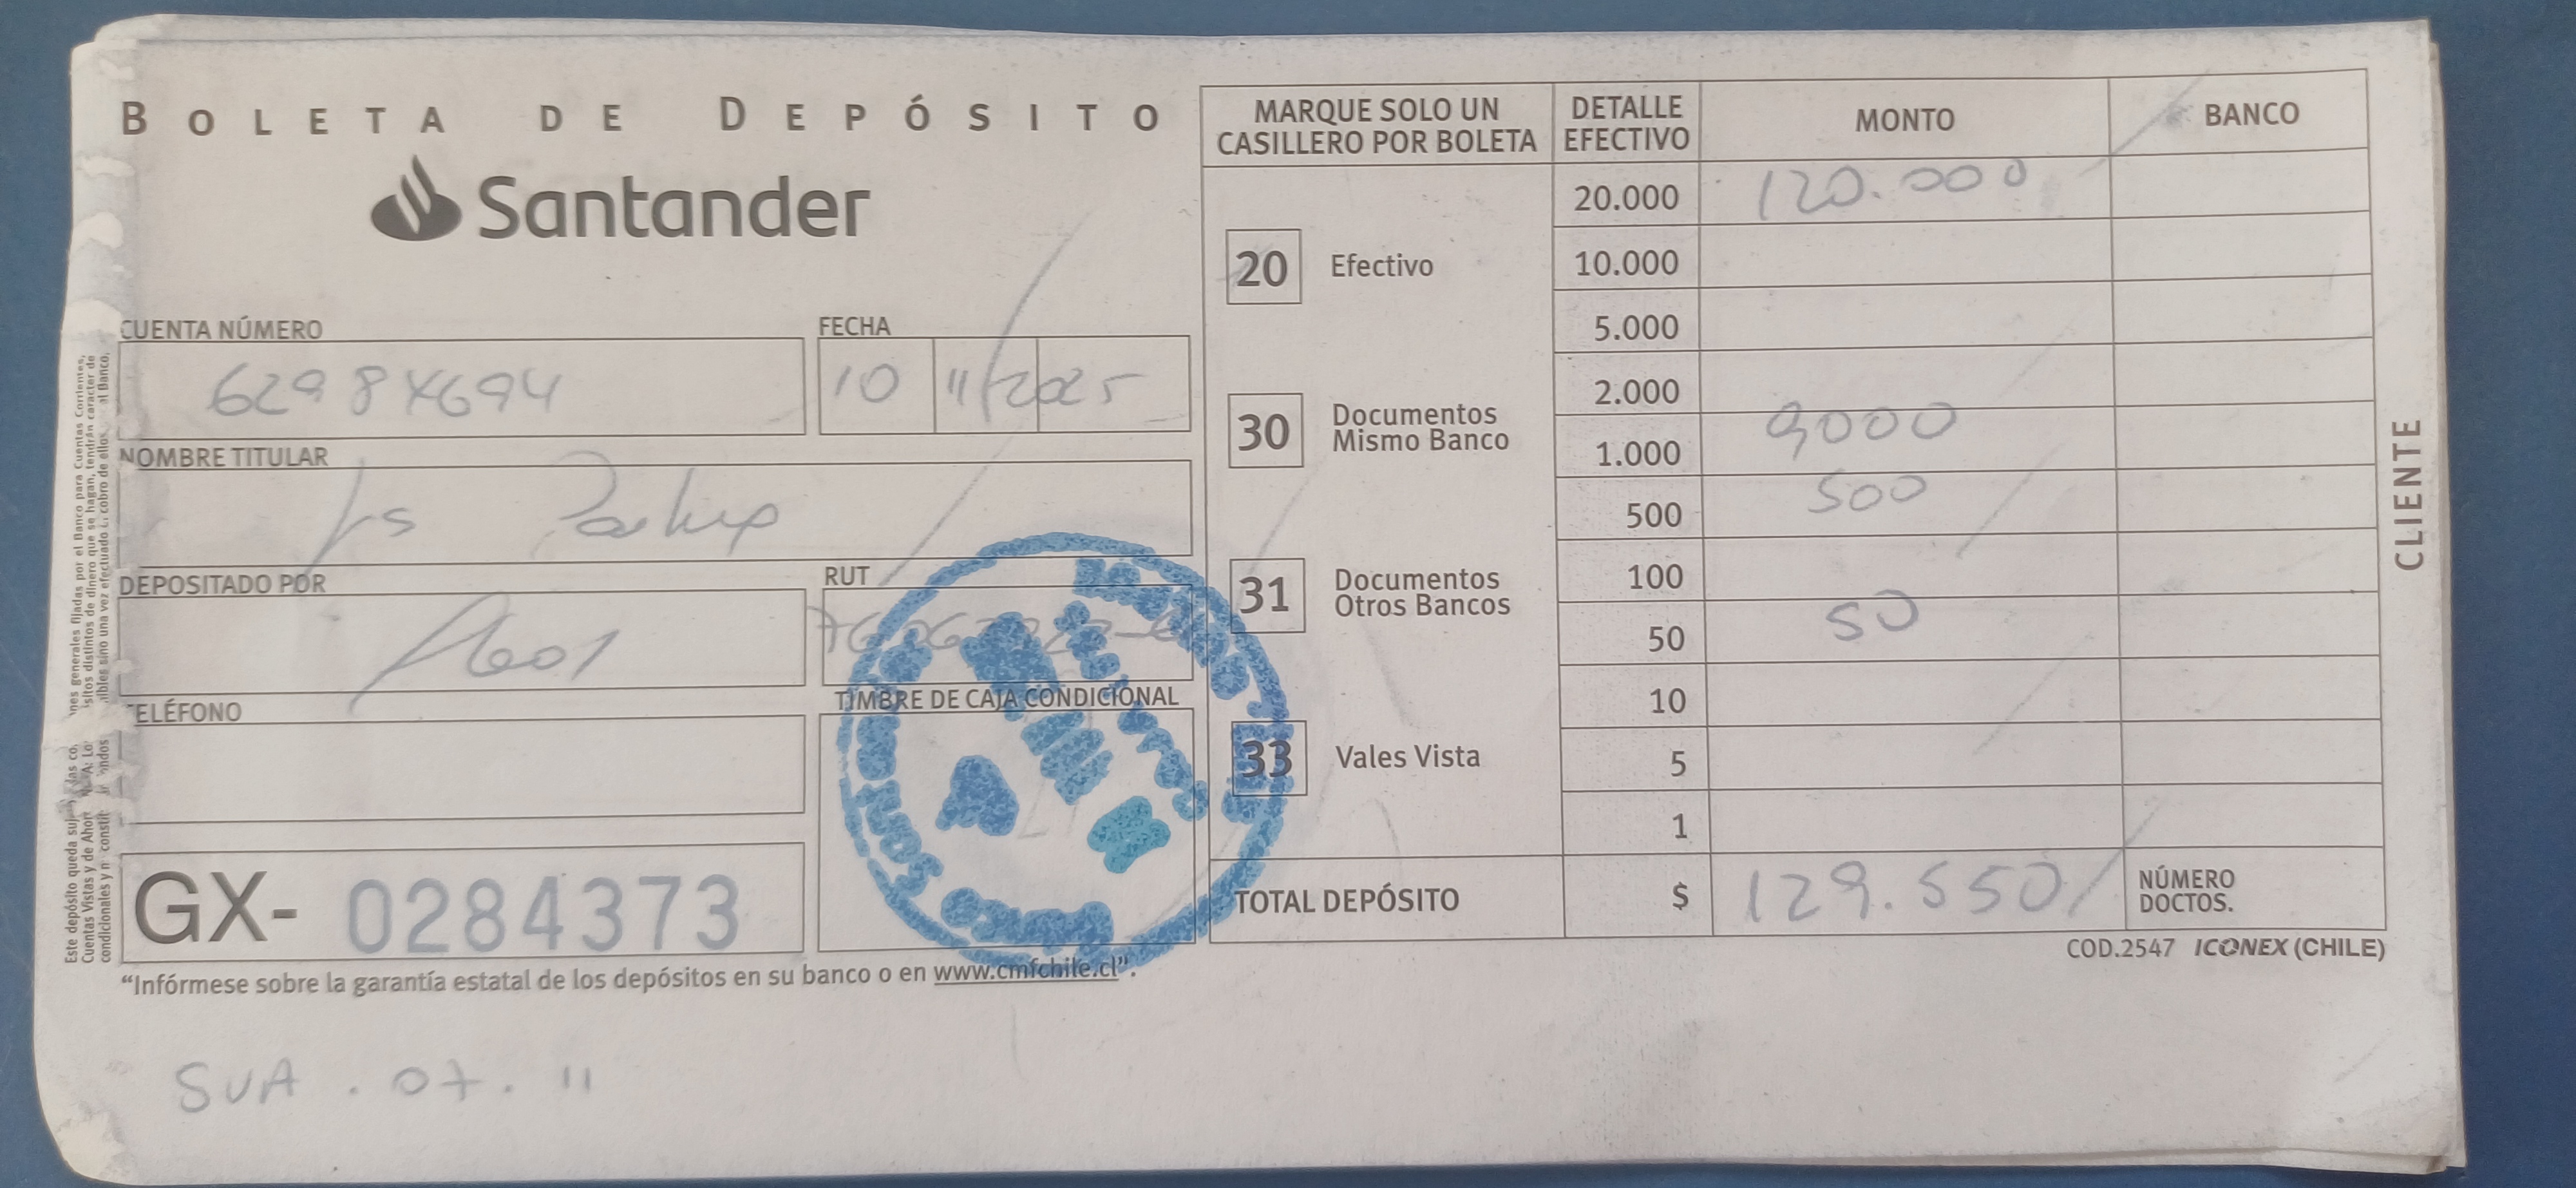 BOLETA DE DEPÓSITO
Santander
CUENTA NÚMERO
FECHA
10 11/2025
NOMBRE TITULAR
DEPOSITADO POR
RUT
TELÉFONO
TIMBRE DE CAJA CONDICIONAL
GX- 0284373
"Infórmese sobre la garantía estatal de los depósitos en su banco o en www.cmfchile.cl".
SVA . 07 . 11
MARQUE SOLO UN CASILLERO POR BOLETA
20 Efectivo
30 Documentos Mismo Banco
31 Documentos Otros Bancos
33 Vales Vista
DETALLE EFECTIVO MONTO BANCO
20.000 120.000
10.000
5.000
2.000
1.000 9000
500 500
100
50 50
10
5
1
TOTAL DEPÓSITO $ 129.550/ NÚMERO DOCTOS.
COD.2547 ICONEX (CHILE)
CLIENTE